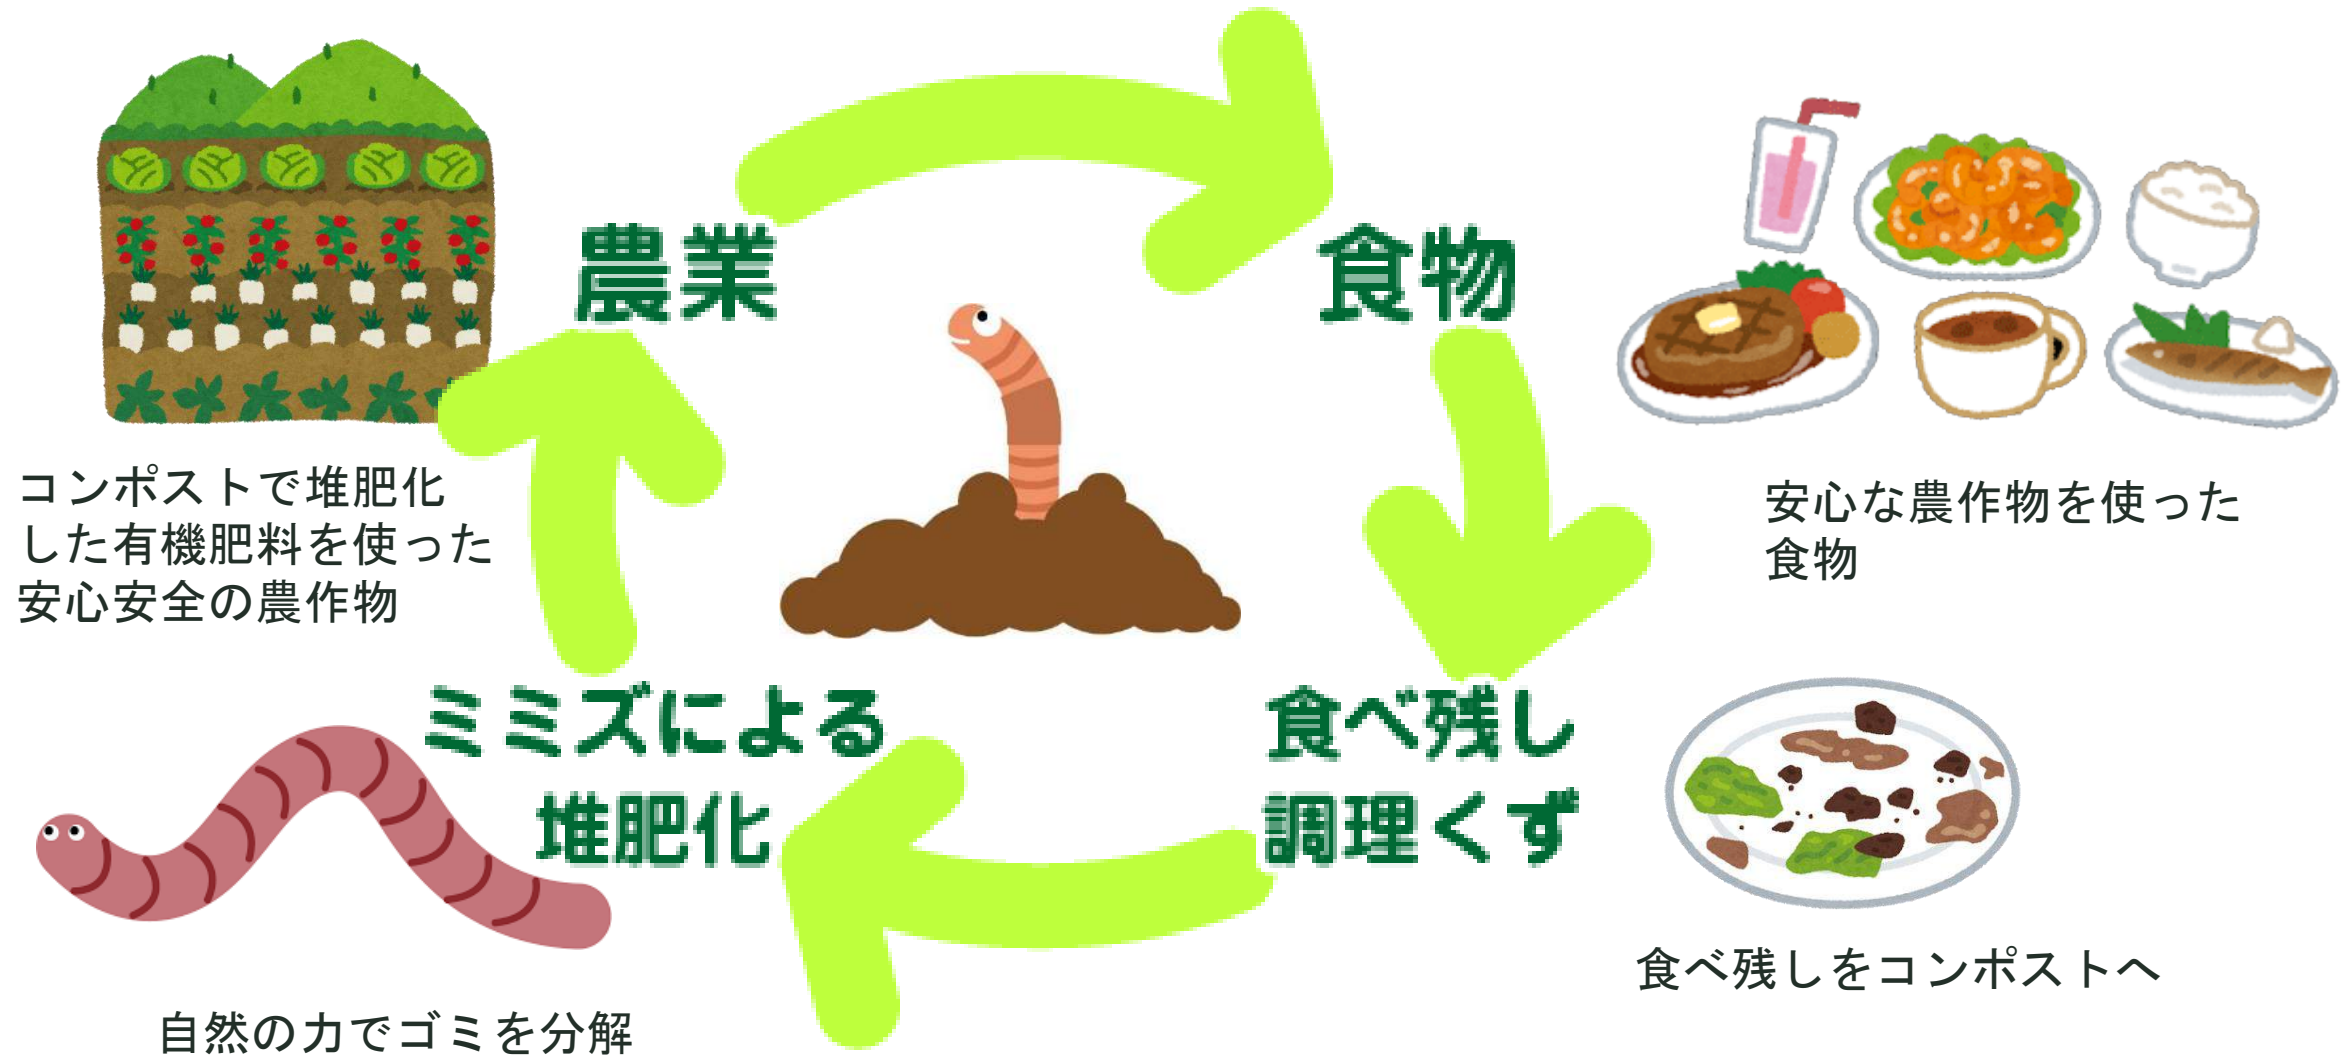 農業
食物
コンポストで堆肥化
した有機肥料を使った
安心安全の農作物
安心な農作物を使った
食物
ミミズによる
堆肥化
食べ残し
調理くず
食べ残しをコンポストへ
自然の力でゴミを分解